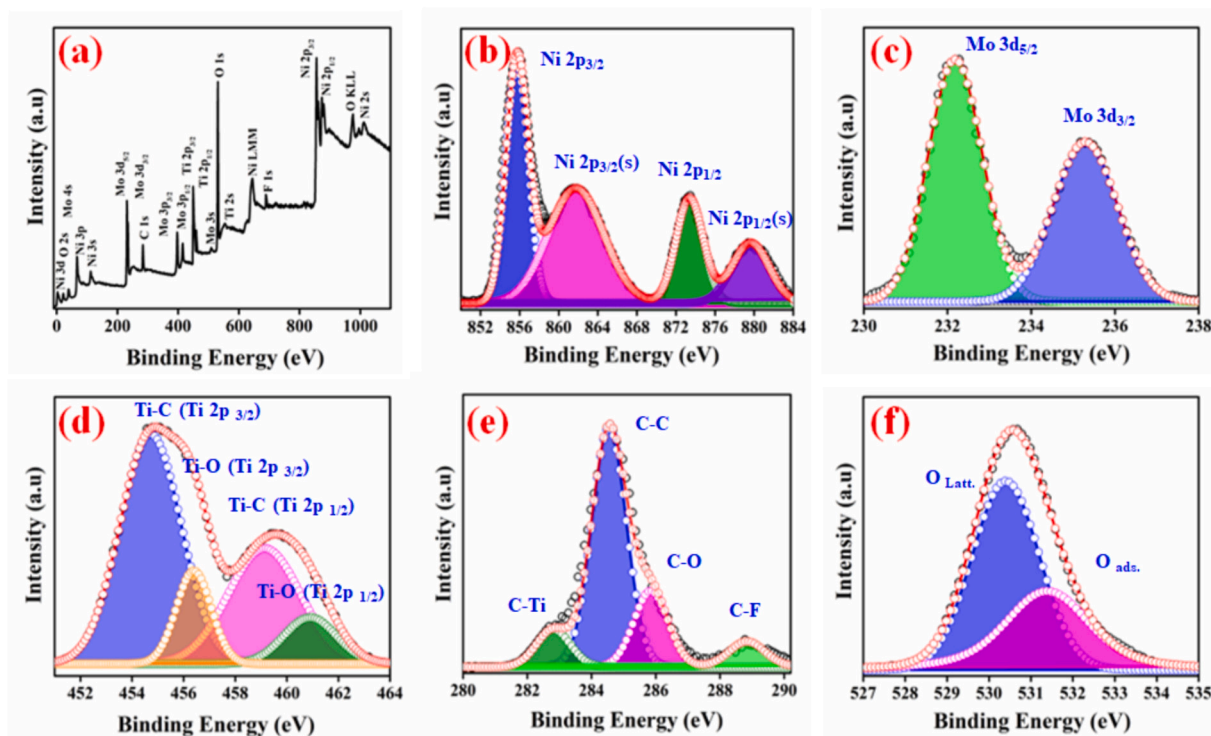 (a)
Intensity (a.u)
Ni 3d
O 2s
Mo 4s
Ni 3p
Ni 3s
Mo 3d5/2
Mo 3d3/2
C 1s
Mo 3p3/2
Mo 3p1/2
Ti 2p3/2
Ti 2p1/2
Mo 3s
O 1s
Ti 2s
Ni LMM
F 1s
Ni 2p3/2
Ni 2p1/2
O KLL
Ni 2s
0 200 400 600 800 1000
Binding Energy (eV)
(b)
Intensity (a.u)
Ni 2p3/2
Ni 2p3/2(s)
Ni 2p1/2
Ni 2p1/2(s)
852 856 860 864 868 872 876 880 884
Binding Energy (eV)
(c)
Intensity (a.u)
Mo 3d5/2
Mo 3d3/2
230 232 234 236 238
Binding Energy (eV)
(d)
Intensity (a.u)
Ti-C (Ti 2p 3/2)
Ti-O (Ti 2p 3/2)
Ti-C (Ti 2p 1/2)
Ti-O (Ti 2p 1/2)
452 454 456 458 460 462 464
Binding Energy (eV)
(e)
Intensity (a.u)
C-C
C-O
C-Ti
C-F
280 282 284 286 288 290
Binding Energy (eV)
(f)
Intensity (a.u)
O Latt.
O ads.
527 528 529 530 531 532 533 534 535
Binding Energy (eV)